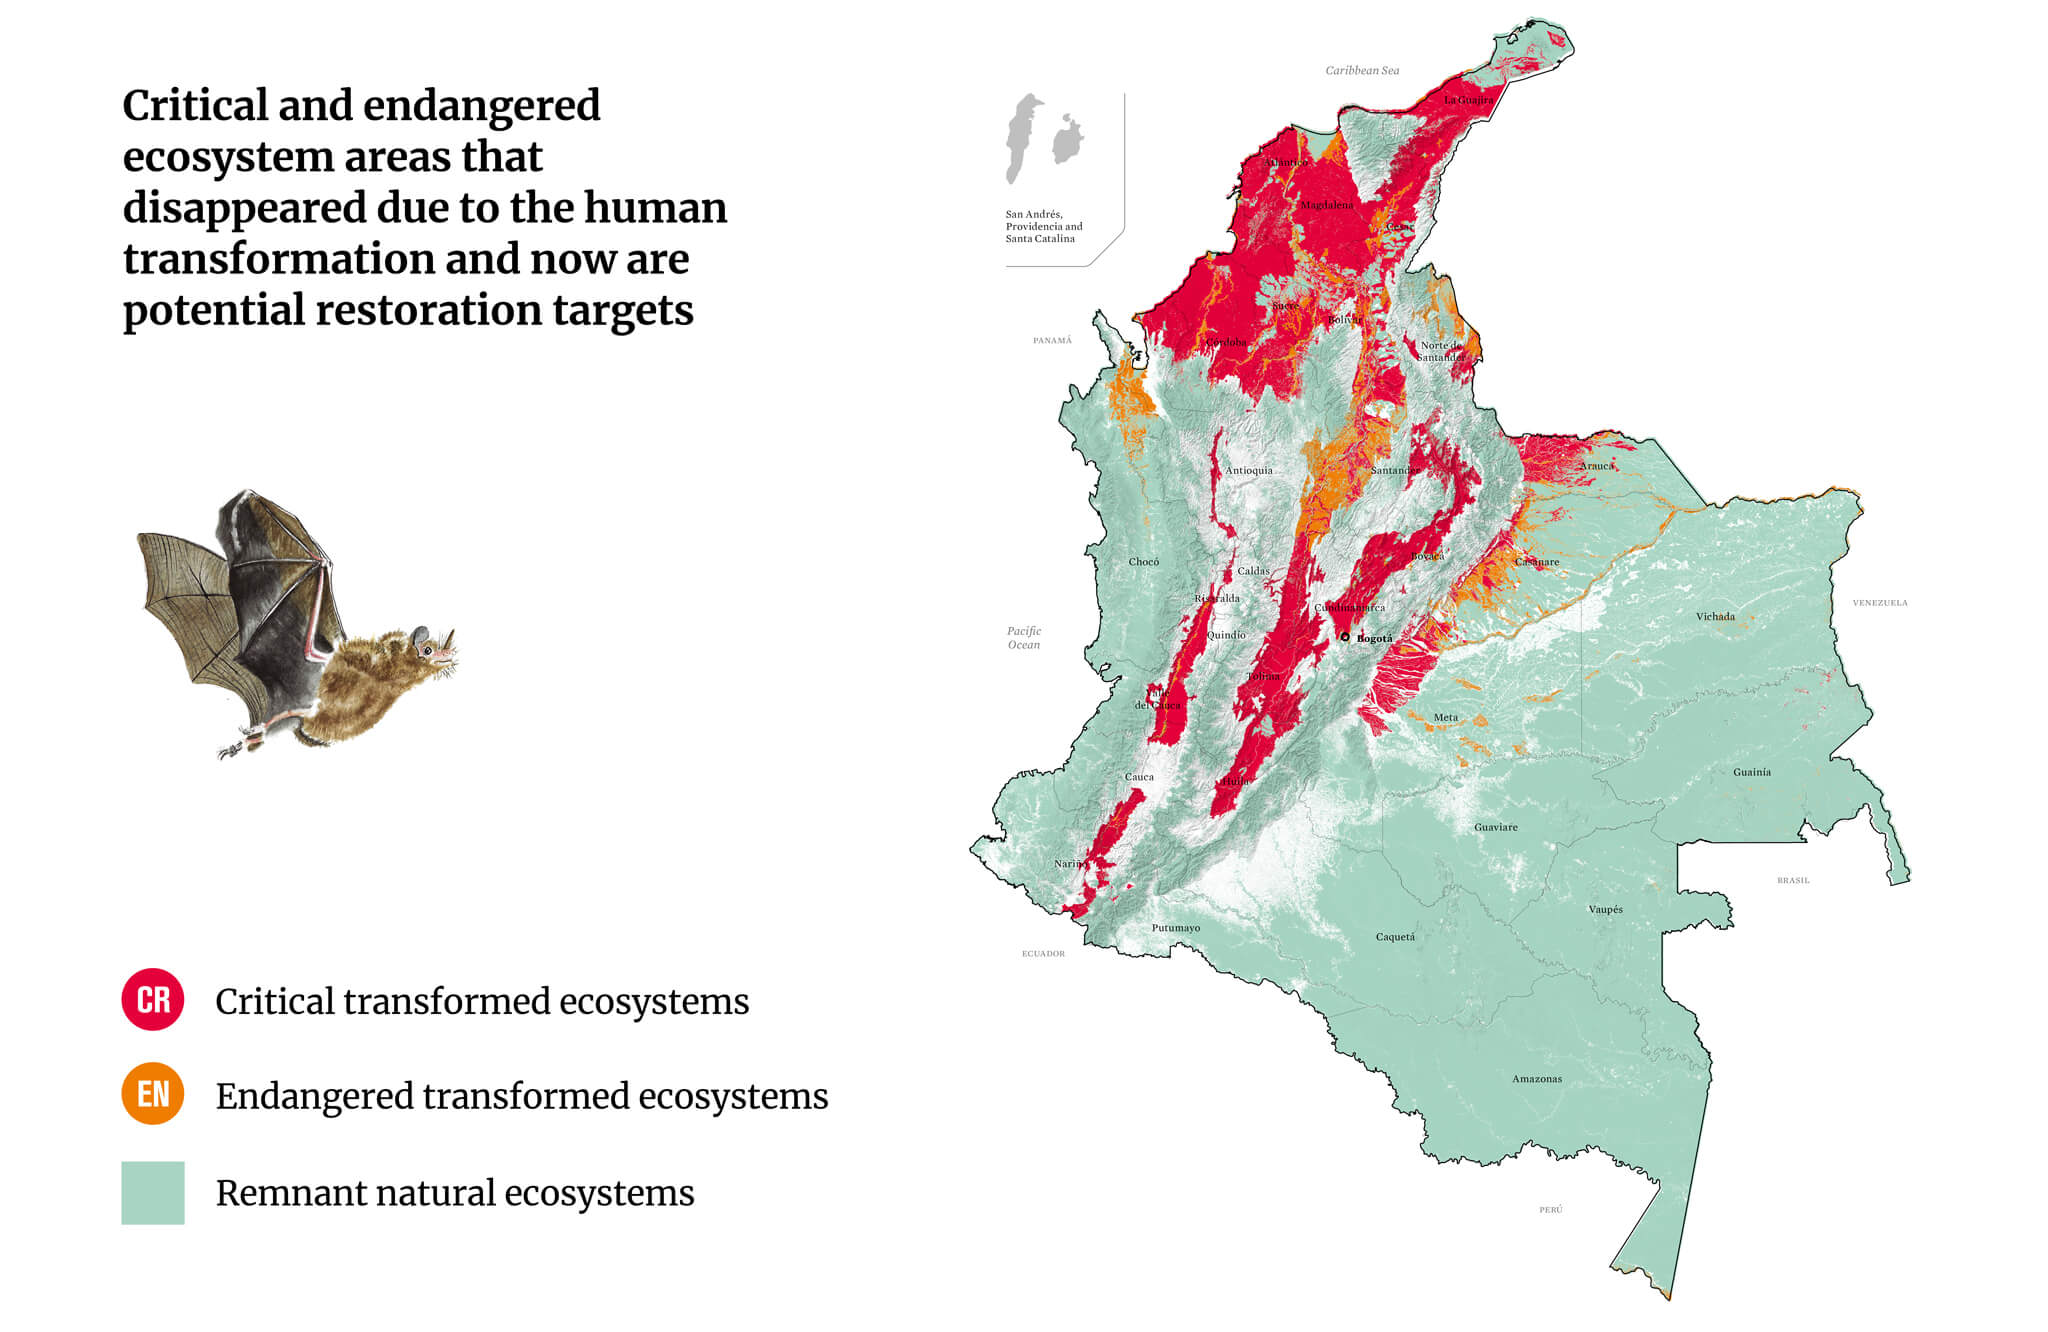 Critical and endangered
ecosystem areas that
disappeared due to the human
transformation and now are
potential restoration targets
CR Critical transformed ecosystems
EN Endangered transformed ecosystems
Remnant natural ecosystems
Caribbean Sea
San Andrés,
Providencia and
Santa Catalina
La Guajira
Atlántico
Magdalena
Cesar
Sucre
Bolívar
Córdoba
Norte de
Santander
PANAMÁ
Antioquia
Santander
Arauca
Chocó
Caldas
Boyacá
Casanare
Risaralda
Cundinamarca
Quindío
Bogotá
Vichada
VENEZUELA
Pacific
Ocean
Tolima
Valle
del Cauca
Meta
Cauca
Huila
Guainía
Guaviare
Nariño
BRASIL
Vaupés
Putumayo
Caquetá
ECUADOR
Amazonas
PERÚ